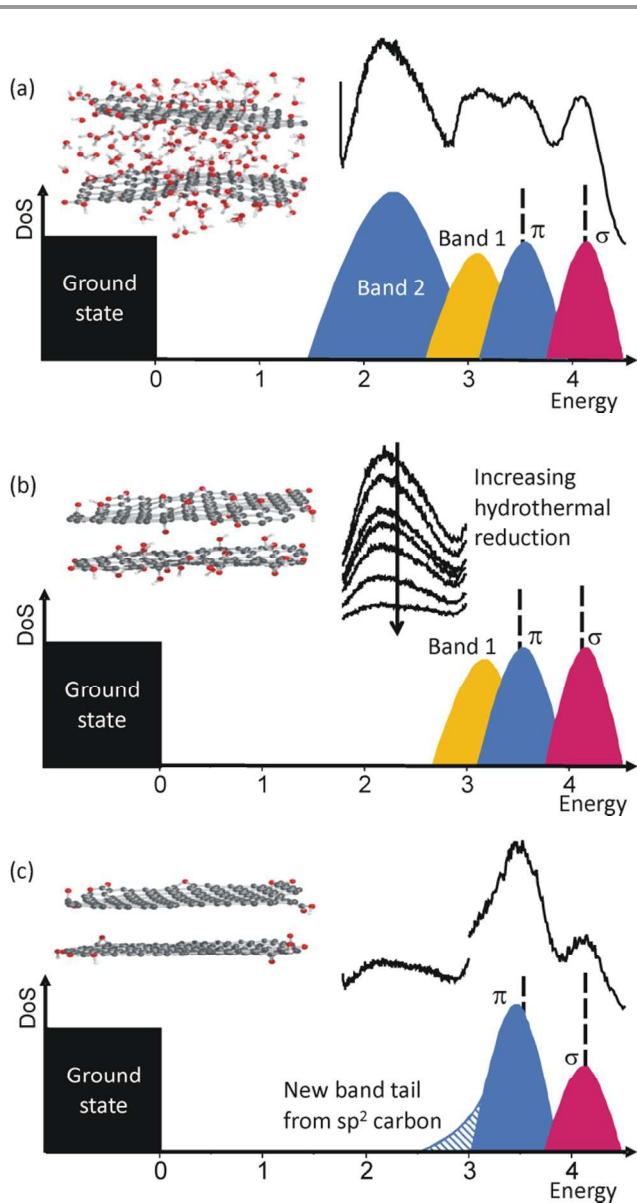 (a)
DoS
Ground
state
Band 2
Band 1
π
σ
0
1
2
3
4
Energy
(b)
Increasing
hydrothermal
reduction
DoS
Ground
state
Band 1
π
σ
0
1
2
3
4
Energy
(c)
DoS
Ground
state
New band tail
from sp² carbon
π
σ
0
1
2
3
4
Energy